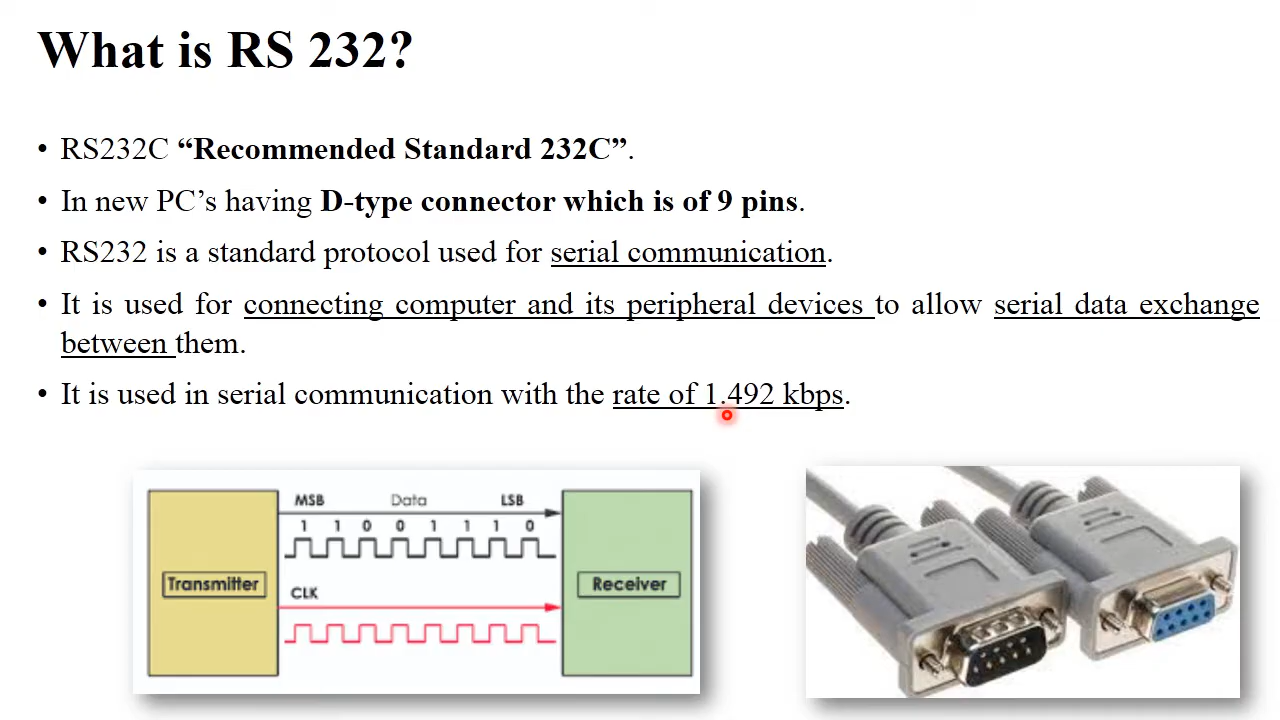 What is RS 232?
• RS232C “Recommended Standard 232C”.
• In new PC’s having D-type connector which is of 9 pins.
• RS232 is a standard protocol used for serial communication.
• It is used for connecting computer and its peripheral devices to allow serial data exchange
between them.
• It is used in serial communication with the rate of 1.492 kbps.
MSB Data LSB
1 1 0 0 1 1 1 0
Transmitter
Receiver
CLK